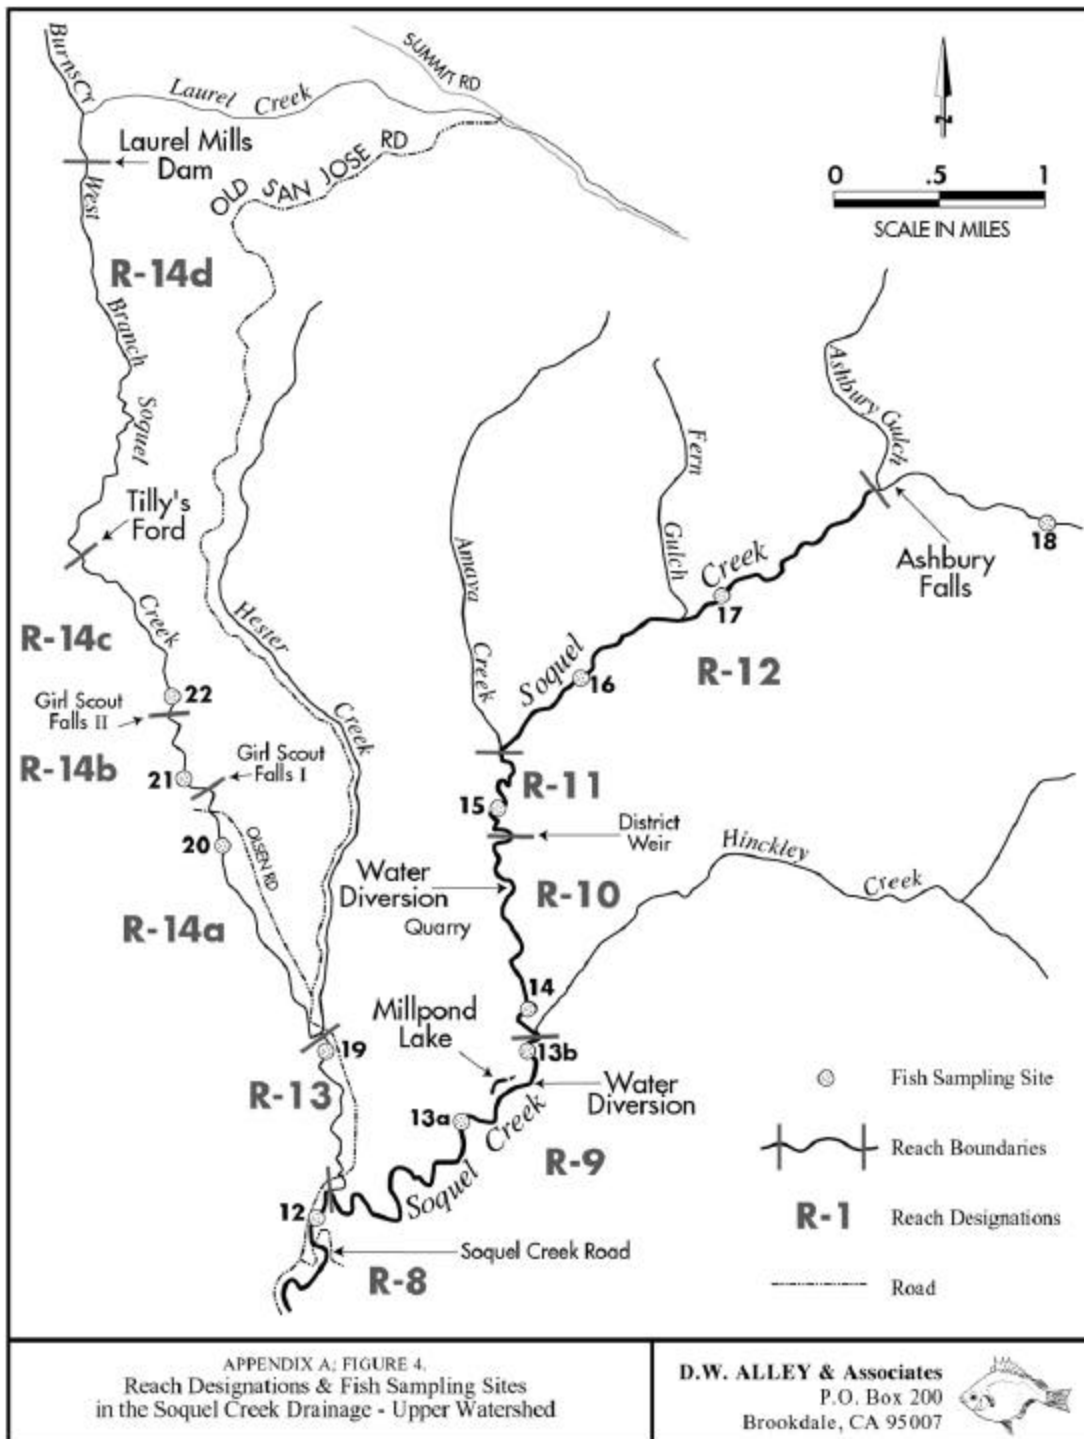 Burns Cr
Laurel Creek
SUMMIT RD
Laurel Mills
Dam
OLD SAN JOSE RD
0 .5 1
SCALE IN MILES
West Branch Soquel Creek
R-14d
Ashbury Gulch
Fern Gulch
Tilly's
Ford
Amaya Creek
18
Ashbury
Falls
Soquel Creek
17
Hester Creek
R-14c
16
R-12
22
Girl Scout
Falls II
Girl Scout
Falls I
R-14b
21
R-11
15
District
Weir
Hinckley Creek
OLSEN RD
20
Water
Diversion
R-10
Quarry
R-14a
14
Millpond
Lake
19
13b
R-13
Water
Diversion
13a
Soquel Creek
R-9
12
Soquel Creek Road
R-8
Fish Sampling Site
Reach Boundaries
R-1 Reach Designations
Road
APPENDIX A: FIGURE 4.
Reach Designations & Fish Sampling Sites
in the Soquel Creek Drainage - Upper Watershed
D.W. ALLEY & Associates
P.O. Box 200
Brookdale, CA 95007